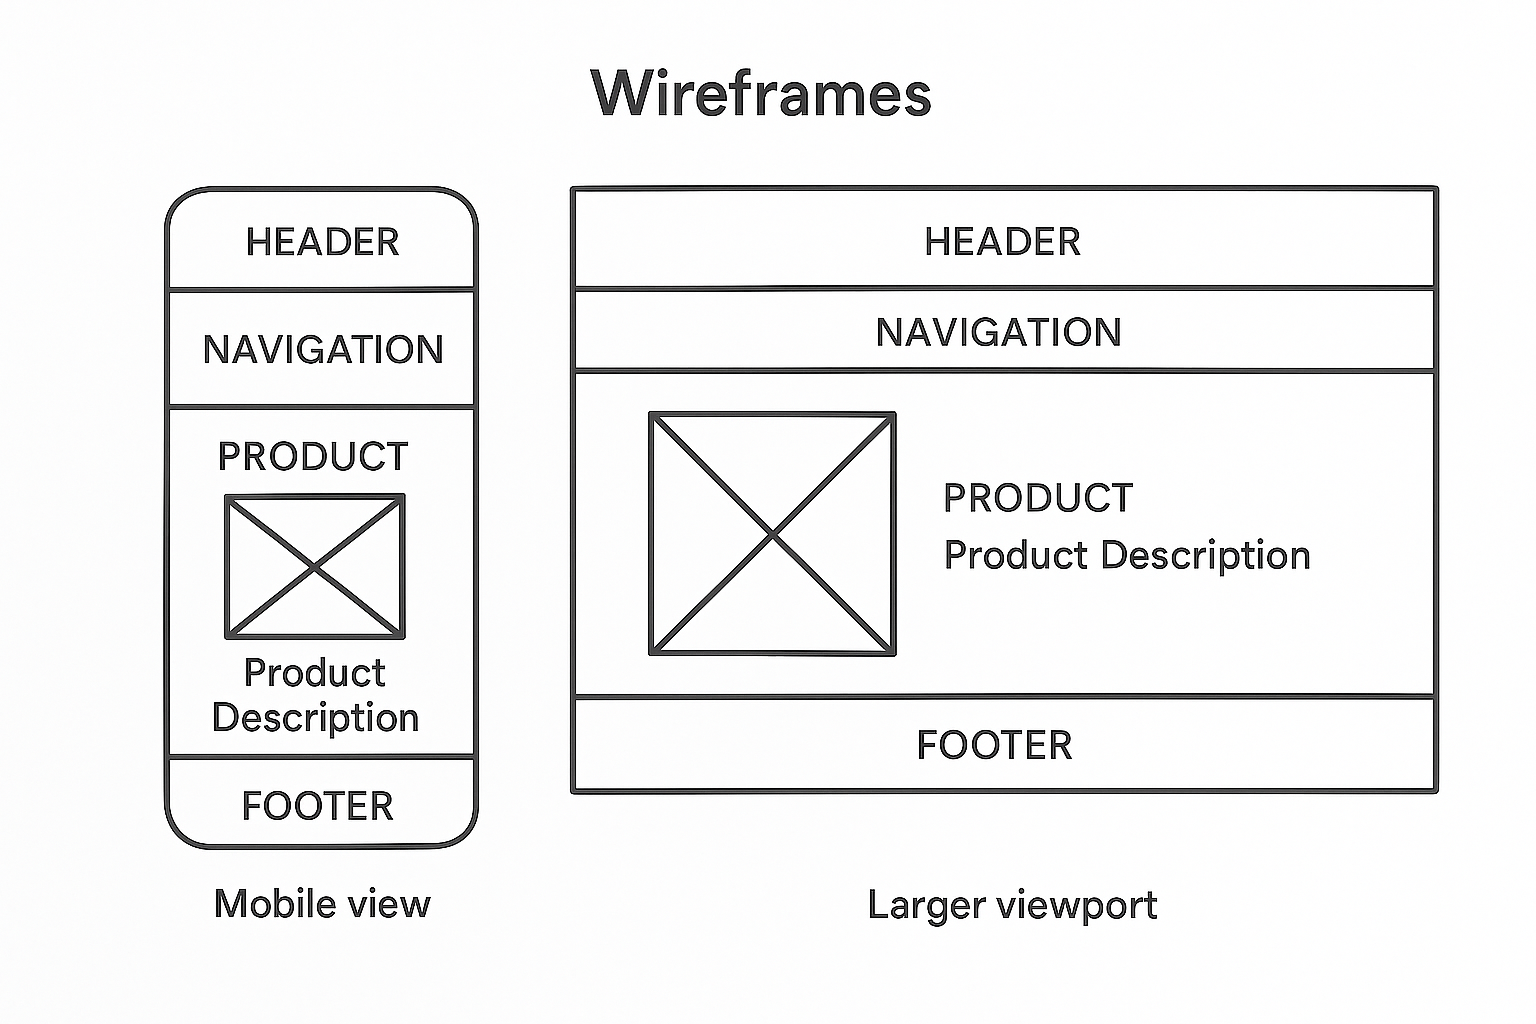 Wireframes
HEADER
NAVIGATION
PRODUCT
Product
Description
FOOTER
Mobile view
HEADER
NAVIGATION
PRODUCT
Product Description
FOOTER
Larger viewport